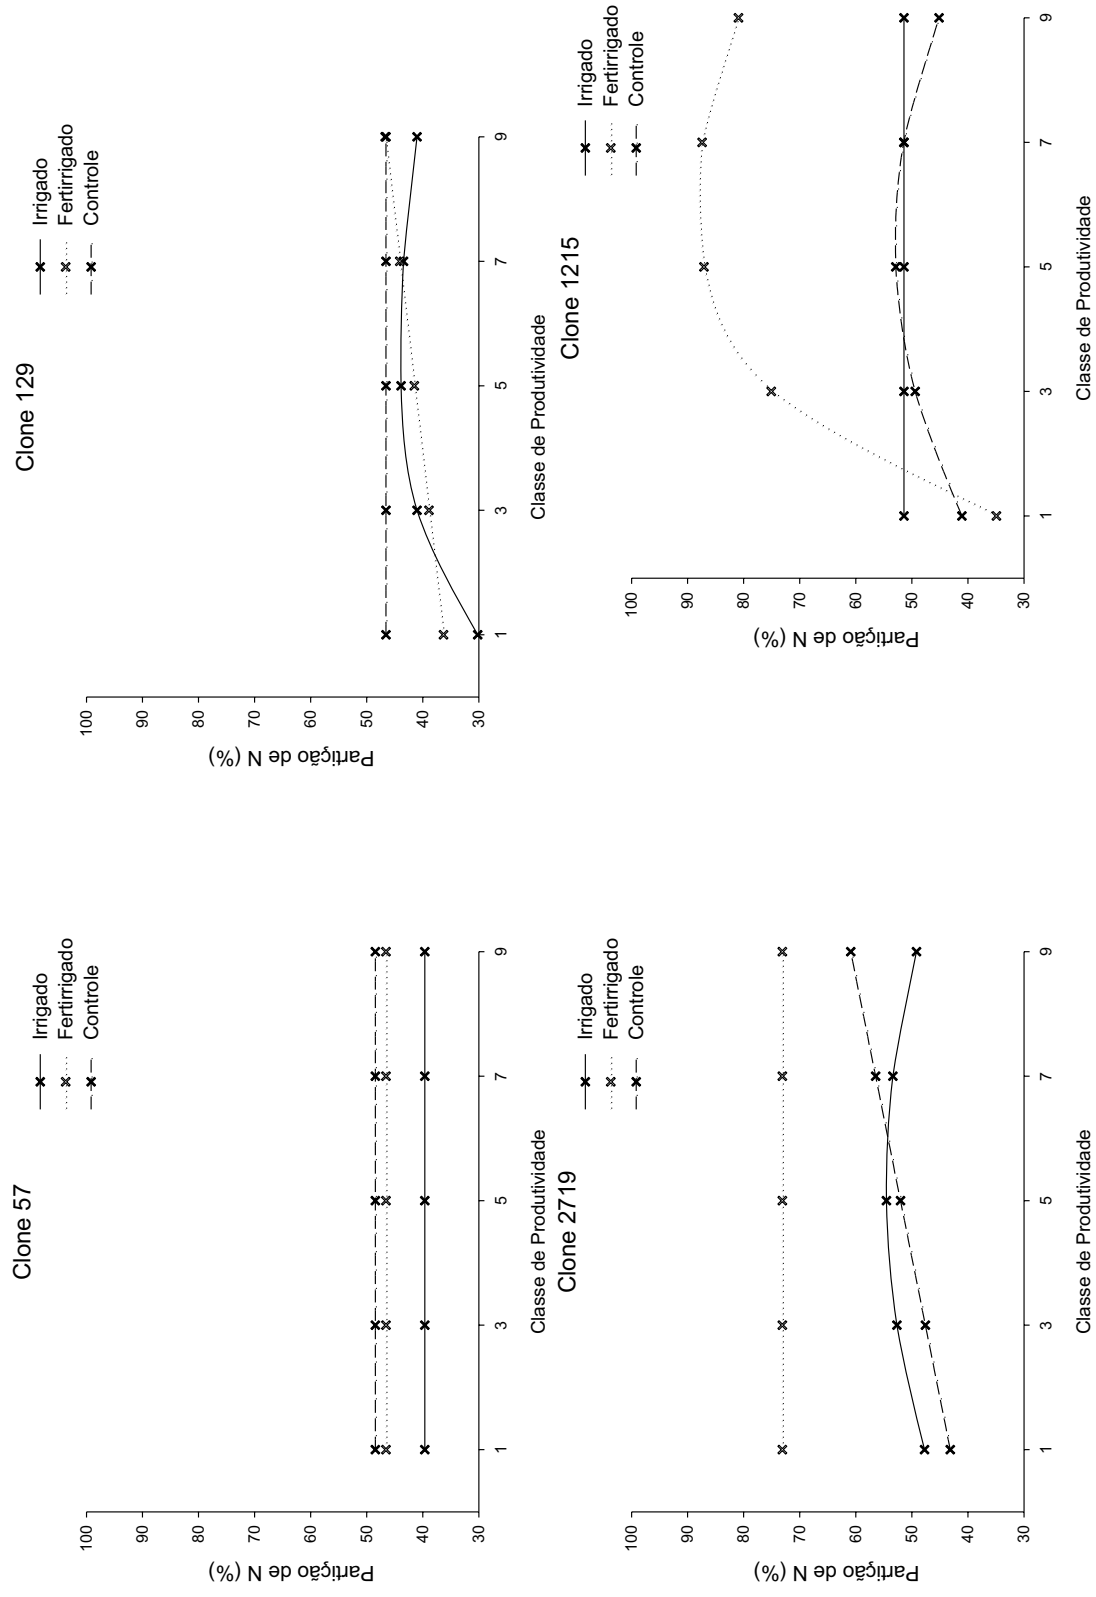 Clone 57
Irrigado
Fertirrigado
Controle
Partição de N (%)
100
90
80
70
60
50
40
30
1 3 5 7 9
Classe de Produtividade
Clone 129
Irrigado
Fertirrigado
Controle
Partição de N (%)
100
90
80
70
60
50
40
30
1 3 5 7 9
Classe de Produtividade
Clone 2719
Irrigado
Fertirrigado
Controle
Partição de N (%)
100
90
80
70
60
50
40
30
1 3 5 7 9
Classe de Produtividade
Clone 1215
Irrigado
Fertirrigado
Controle
Partição de N (%)
100
90
80
70
60
50
40
30
1 3 5 7 9
Classe de Produtividade